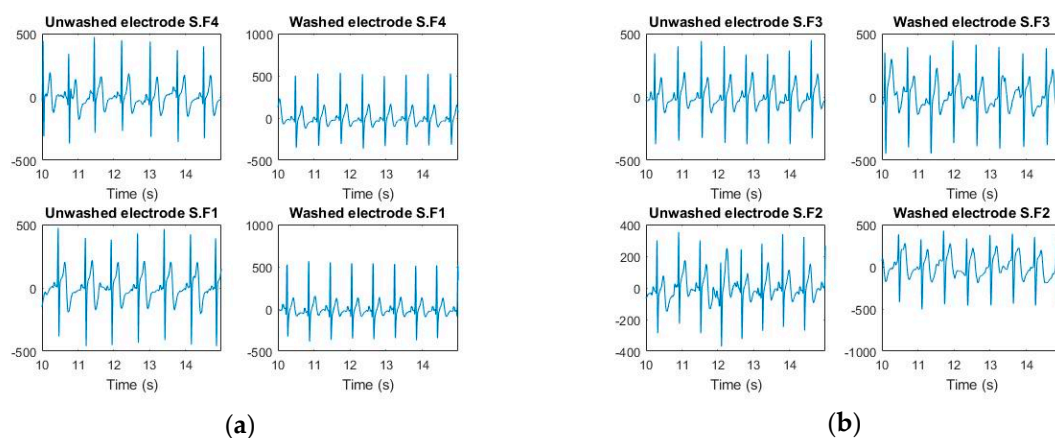 Unwashed electrode S.F4
Washed electrode S.F4
Unwashed electrode S.F3
Washed electrode S.F3
500
0
-500
1000
500
0
-500
500
0
-500
500
0
-500
10 11 12 13 14
10 11 12 13 14
10 11 12 13 14
10 11 12 13 14
Time (s)
Time (s)
Time (s)
Time (s)
Unwashed electrode S.F1
Washed electrode S.F1
Unwashed electrode S.F2
Washed electrode S.F2
500
0
-500
1000
500
0
-500
400
200
0
-200
-400
500
0
-500
-1000
10 11 12 13 14
10 11 12 13 14
10 11 12 13 14
10 11 12 13 14
Time (s)
Time (s)
Time (s)
Time (s)
(a)
(b)